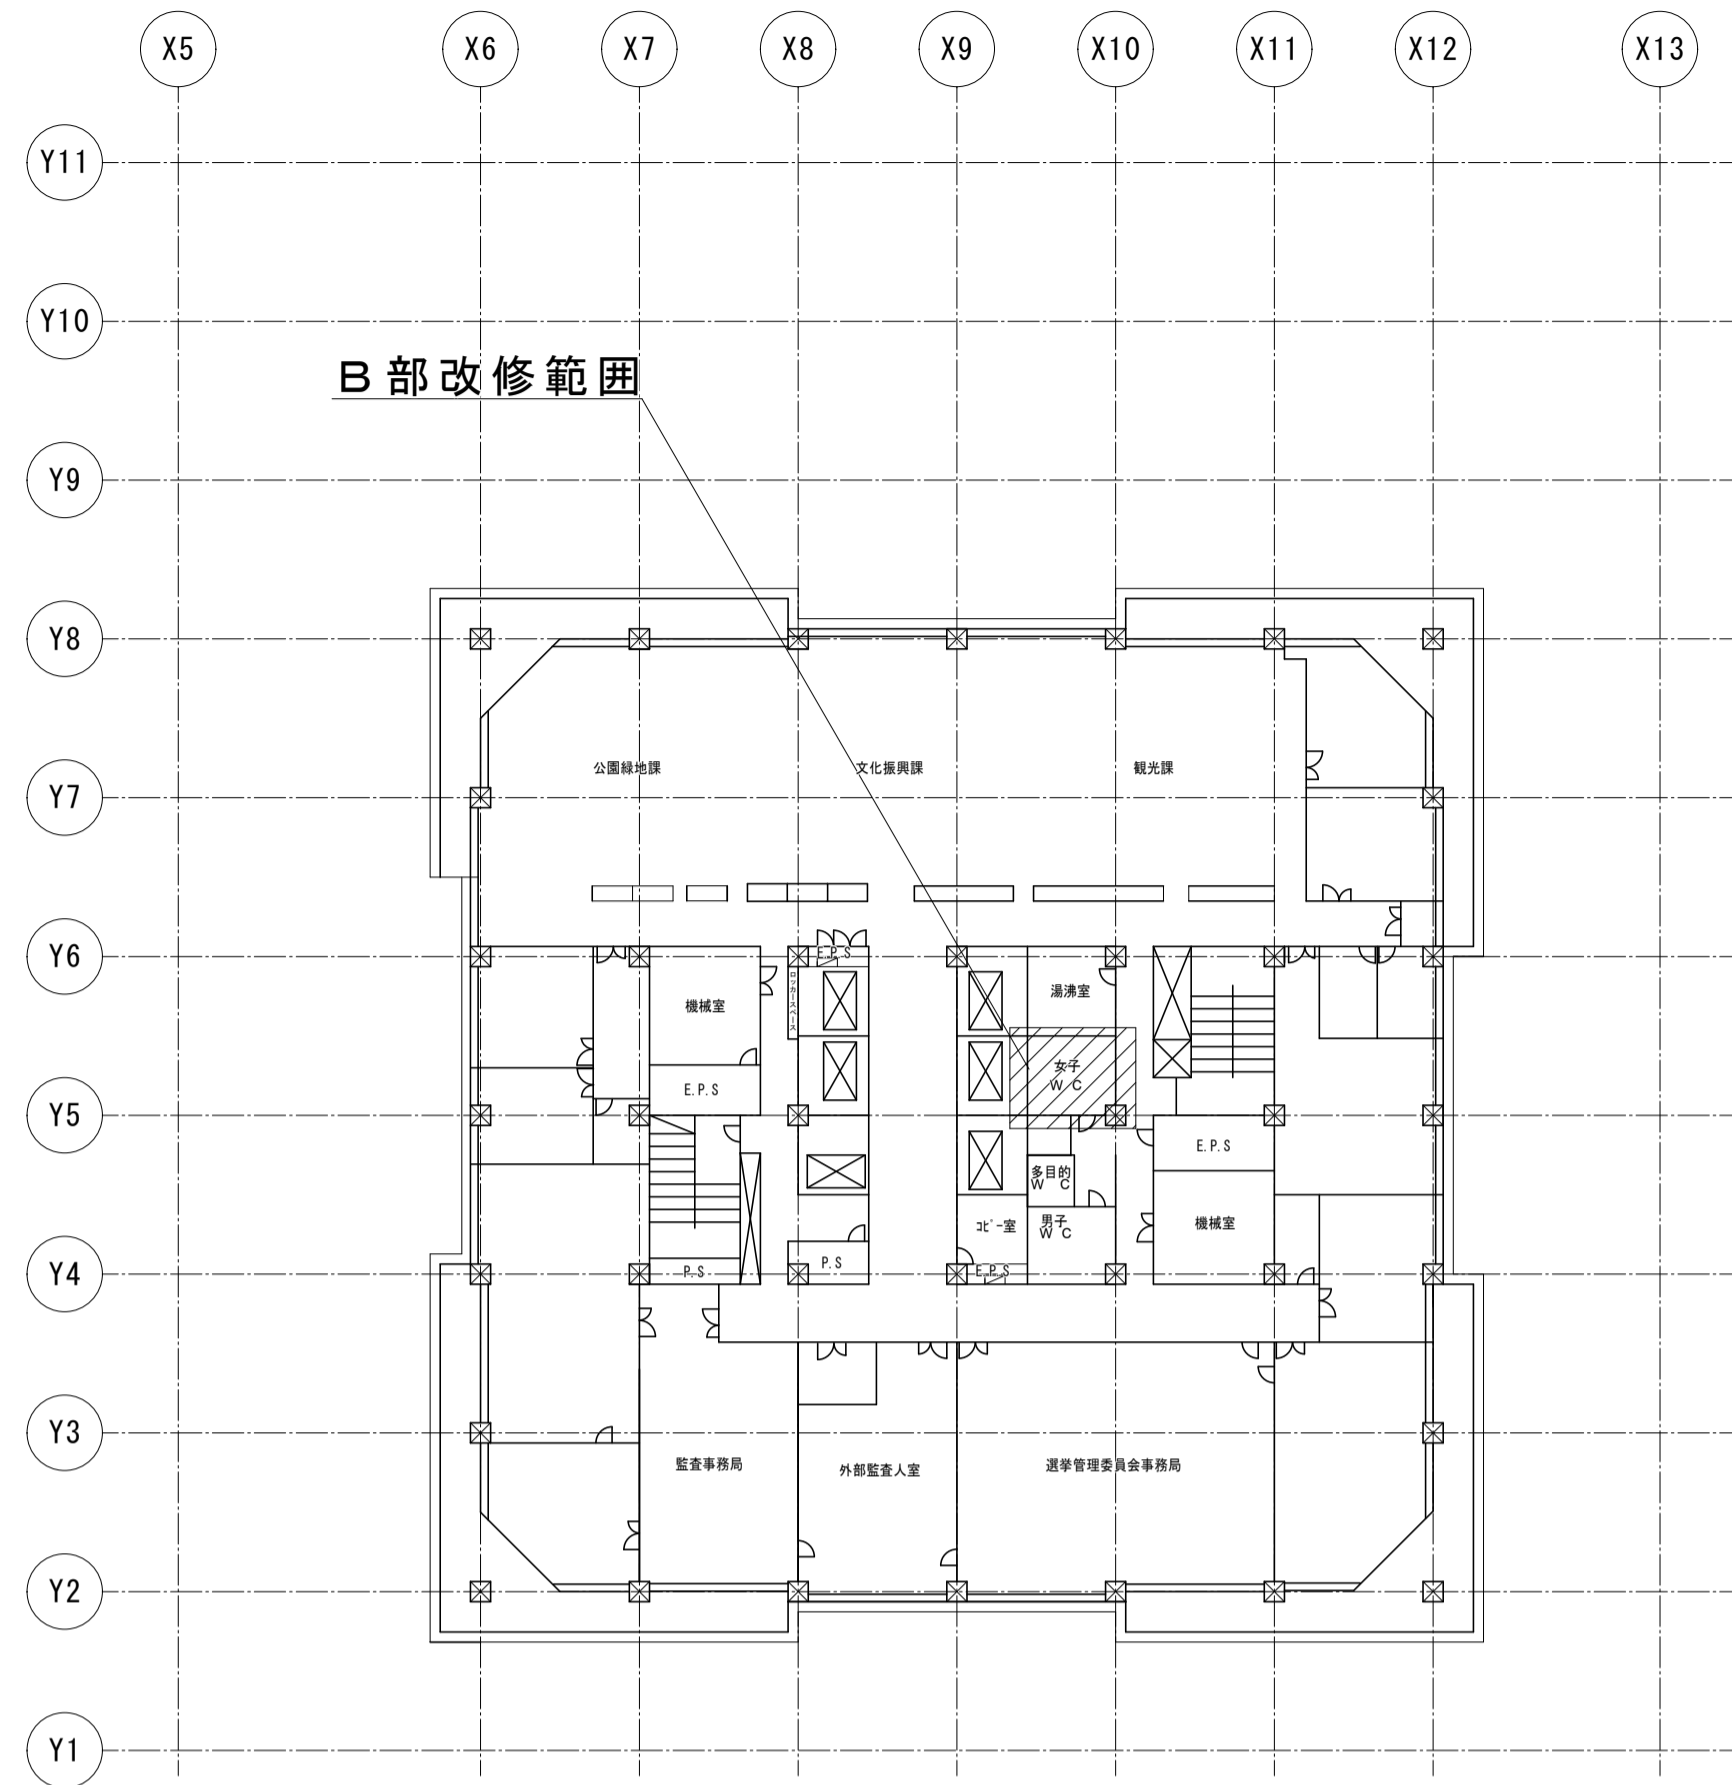 X5 X6 X7 X8 X9 X10 X11 X12 X13
Y11
Y10
B部改修範囲
Y9
Y8
公園緑地課 文化振興課 観光課
Y7
Y6
E.P.S
ロッカースペース
湯沸室
機械室
女子
W C
E.P.S
Y5
E.P.S
多目的
W C
コピー室
男子
W C
機械室
P.S
P.S
E.P.S
Y4
Y3
監査事務局 外部監査人室 選挙管理委員会事務局
Y2
Y1